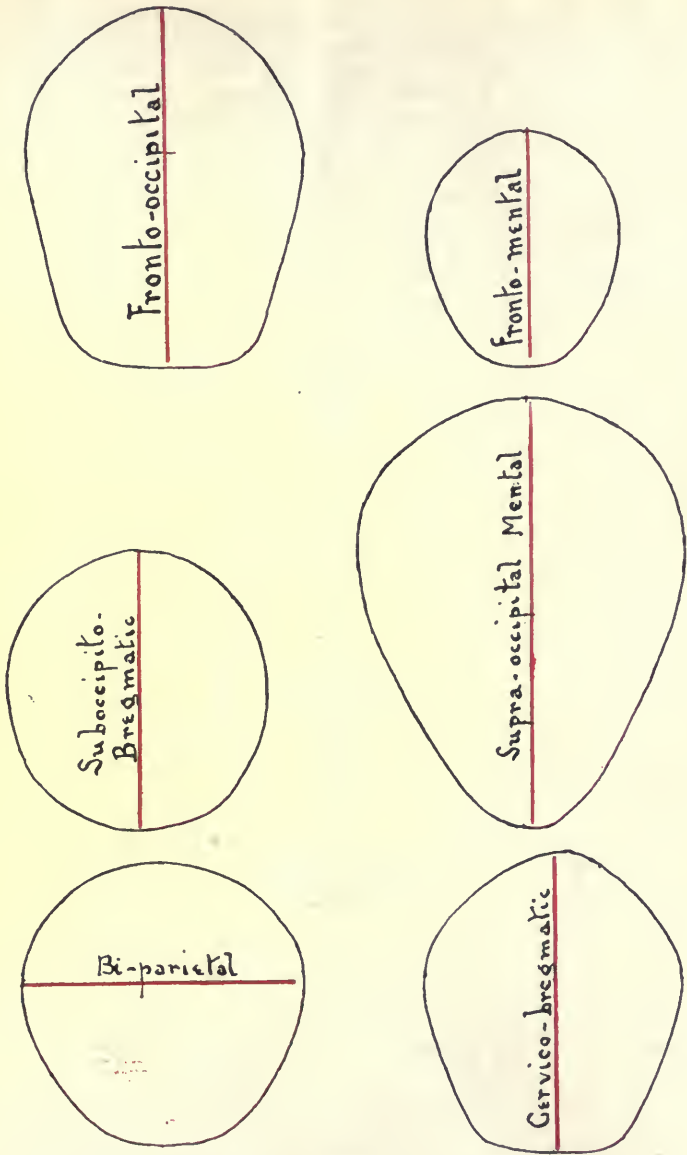 Fronto-occipital
Fronto-mental
Suboccipito-
Bregmatic
Supra-occipital Mental
Bi-parietal
Cervico-bregmatic